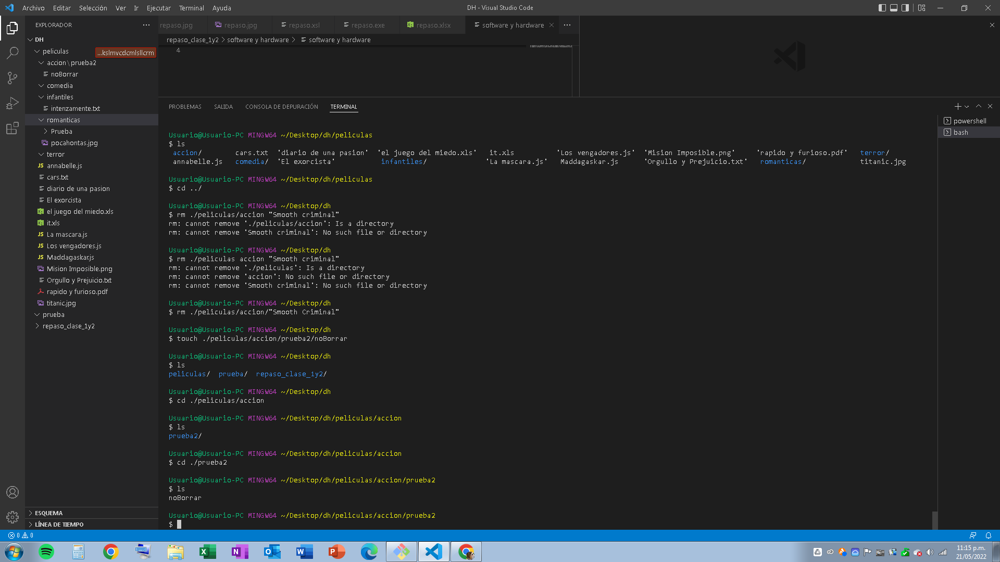 Archivo Editar Selección Ver Ir Ejecutar Terminal Ayuda
DH - Visual Studio Code
EXPLORADOR
DH
peliculas
...kslmvcdcmlsllcrm
accion\prueba2
noBorrar
comedia
infantiles
intenzamente.txt
romanticas
Prueba
pocahontas.jpg
terror
annabelle.js
cars.txt
diario de una pasion
El exorcista
el juego del miedo.xls
it.xls
La mascara.js
Los vengadores.js
Maddagaskar.js
Mision Imposible.png
Orgullo y Prejuicio.txt
rapido y furioso.pdf
titanic.jpg
prueba
repaso_clase_1y2
ESQUEMA
LÍNEA DE TIEMPO
repaso.jpg repaso.jpg repaso.xsl repaso.exe repaso.xlsx software y hardware
repaso_clase_1y2 > software y hardware > software y hardware
4
PROBLEMAS SALIDA CONSOLA DE DEPURACIÓN TERMINAL
powershell
bash
Usuario@Usuario-PC MINGW64 ~/Desktop/dh/peliculas
$ ls
accion/ cars.txt 'diario de una pasion' 'el juego del miedo.xls' it.xls 'Los vengadores.js' 'Mision Imposible.png' 'rapido y furioso.pdf' terror/
annabelle.js comedia/ 'El exorcista' infantiles/ 'La mascara.js' Maddagaskar.js 'Orgullo y Prejuicio.txt' romanticas/ titanic.jpg
Usuario@Usuario-PC MINGW64 ~/Desktop/dh/peliculas
$ cd ../
Usuario@Usuario-PC MINGW64 ~/Desktop/dh
$ rm ./peliculas/accion "Smooth criminal"
rm: cannot remove './peliculas/accion': Is a directory
rm: cannot remove 'Smooth criminal': No such file or directory
Usuario@Usuario-PC MINGW64 ~/Desktop/dh
$ rm ./peliculas accion "Smooth criminal"
rm: cannot remove './peliculas': Is a directory
rm: cannot remove 'accion': No such file or directory
rm: cannot remove 'Smooth criminal': No such file or directory
Usuario@Usuario-PC MINGW64 ~/Desktop/dh
$ rm ./peliculas/accion/"Smooth Criminal"
Usuario@Usuario-PC MINGW64 ~/Desktop/dh
$ touch ./peliculas/accion/prueba2/noBorrar
Usuario@Usuario-PC MINGW64 ~/Desktop/dh
$ ls
peliculas/ prueba/ repaso_clase_1y2/
Usuario@Usuario-PC MINGW64 ~/Desktop/dh
$ cd ./peliculas/accion
Usuario@Usuario-PC MINGW64 ~/Desktop/dh/peliculas/accion
$ ls
prueba2/
Usuario@Usuario-PC MINGW64 ~/Desktop/dh/peliculas/accion
$ cd ./prueba2
Usuario@Usuario-PC MINGW64 ~/Desktop/dh/peliculas/accion/prueba2
$ ls
noBorrar
Usuario@Usuario-PC MINGW64 ~/Desktop/dh/peliculas/accion/prueba2
$
0 0
11:15 p.m.
21/05/2022